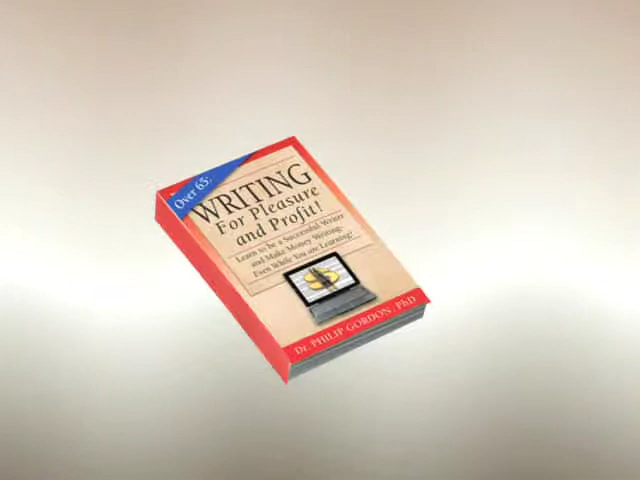 Over 65:
WRITING
For Pleasure
and Profit!
Learn to be a Successful Writer
and Make Money Writing-
Even While You are Learning!
Dr. PHILIP GORDON, PhD